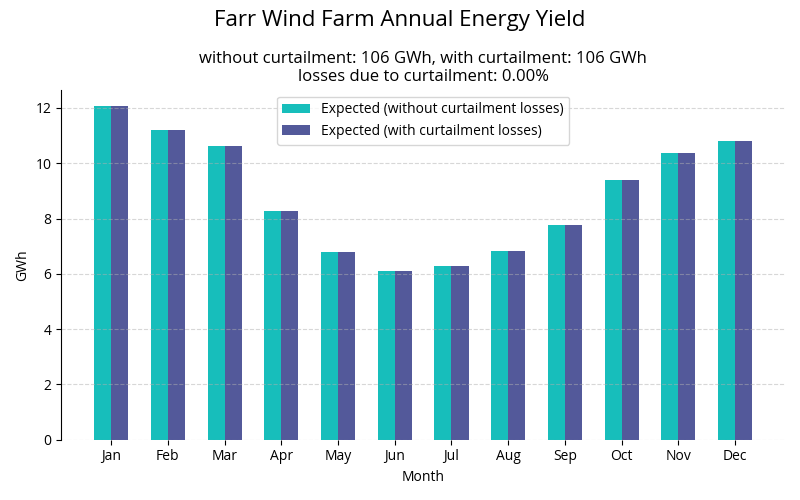 Farr Wind Farm Annual Energy Yield
without curtailment: 106 GWh, with curtailment: 106 GWh
losses due to curtailment: 0.00%
Expected (without curtailment losses)
Expected (with curtailment losses)
12
10
8
6
4
2
0
GWh
Jan Feb Mar Apr May Jun Jul Aug Sep Oct Nov Dec
Month